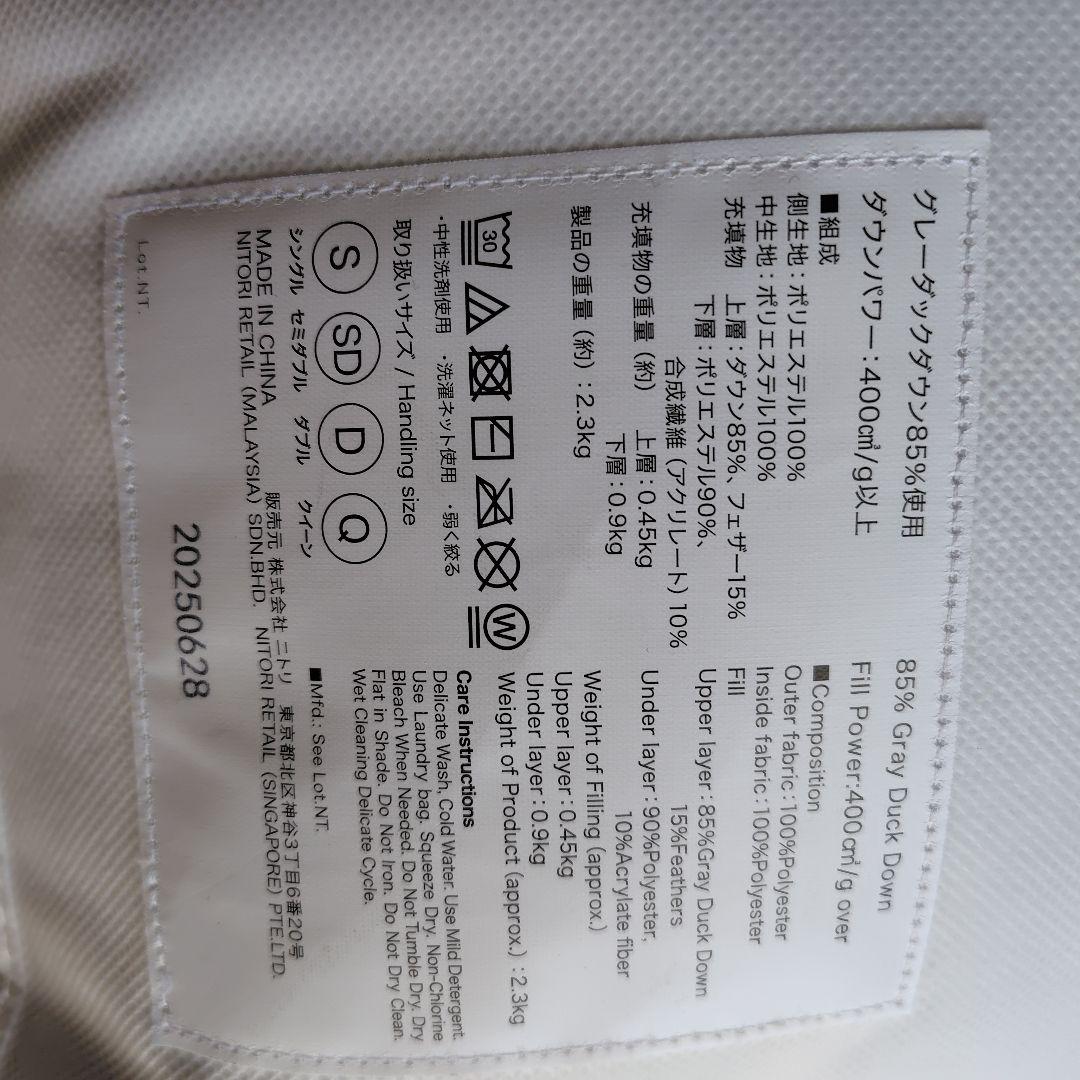 グレーダックダウン85%使用
ダウンパワー:400㎤/g以上
■組成
側生地:ポリエステル100%
中生地:ポリエステル100%
充填物 上層:ダウン85%、フェザー15%
下層:ポリエステル90%、
合成繊維(アクリレート)10%
充填物の重量(約) 上層:0.45kg
下層:0.9kg
製品の重量(約):2.3kg
30
W
・中性洗剤使用 ・洗濯ネット使用 ・弱く絞る
取り扱いサイズ / Handling size
S SD D Q
シングル セミダブル ダブル クイーン
85% Gray Duck Down
Fill Power:400㎤/g over
■Composition
Outer fabric:100%Polyester
Inside fabric:100%Polyester
Fill
Upper layer:85%Gray Duck Down
15%Feathers
Under layer:90%Polyester,
10%Acrylate fiber
Weight of Filling (approx.)
Upper layer:0.45kg
Under layer:0.9kg
Weight of Product (approx.):2.3kg
Care Instructions
Delicate Wash, Cold Water. Use Mild Detergent.
Use Laundry bag. Squeeze Dry. Non-Chlorine
Bleach When Needed. Do Not Tumble Dry. Dry
Flat in Shade. Do Not Iron. Do Not Dry Clean.
Wet Cleaning Delicate Cycle.
■Mfd.: See Lot.NT.
販売元 株式会社 ニトリ 東京都北区神谷3丁目6番20号
MADE IN CHINA
NITORI RETAIL (MALAYSIA) SDN.BHD. NITORI RETAIL (SINGAPORE) PTE.LTD.
20250628
Lot.NT.